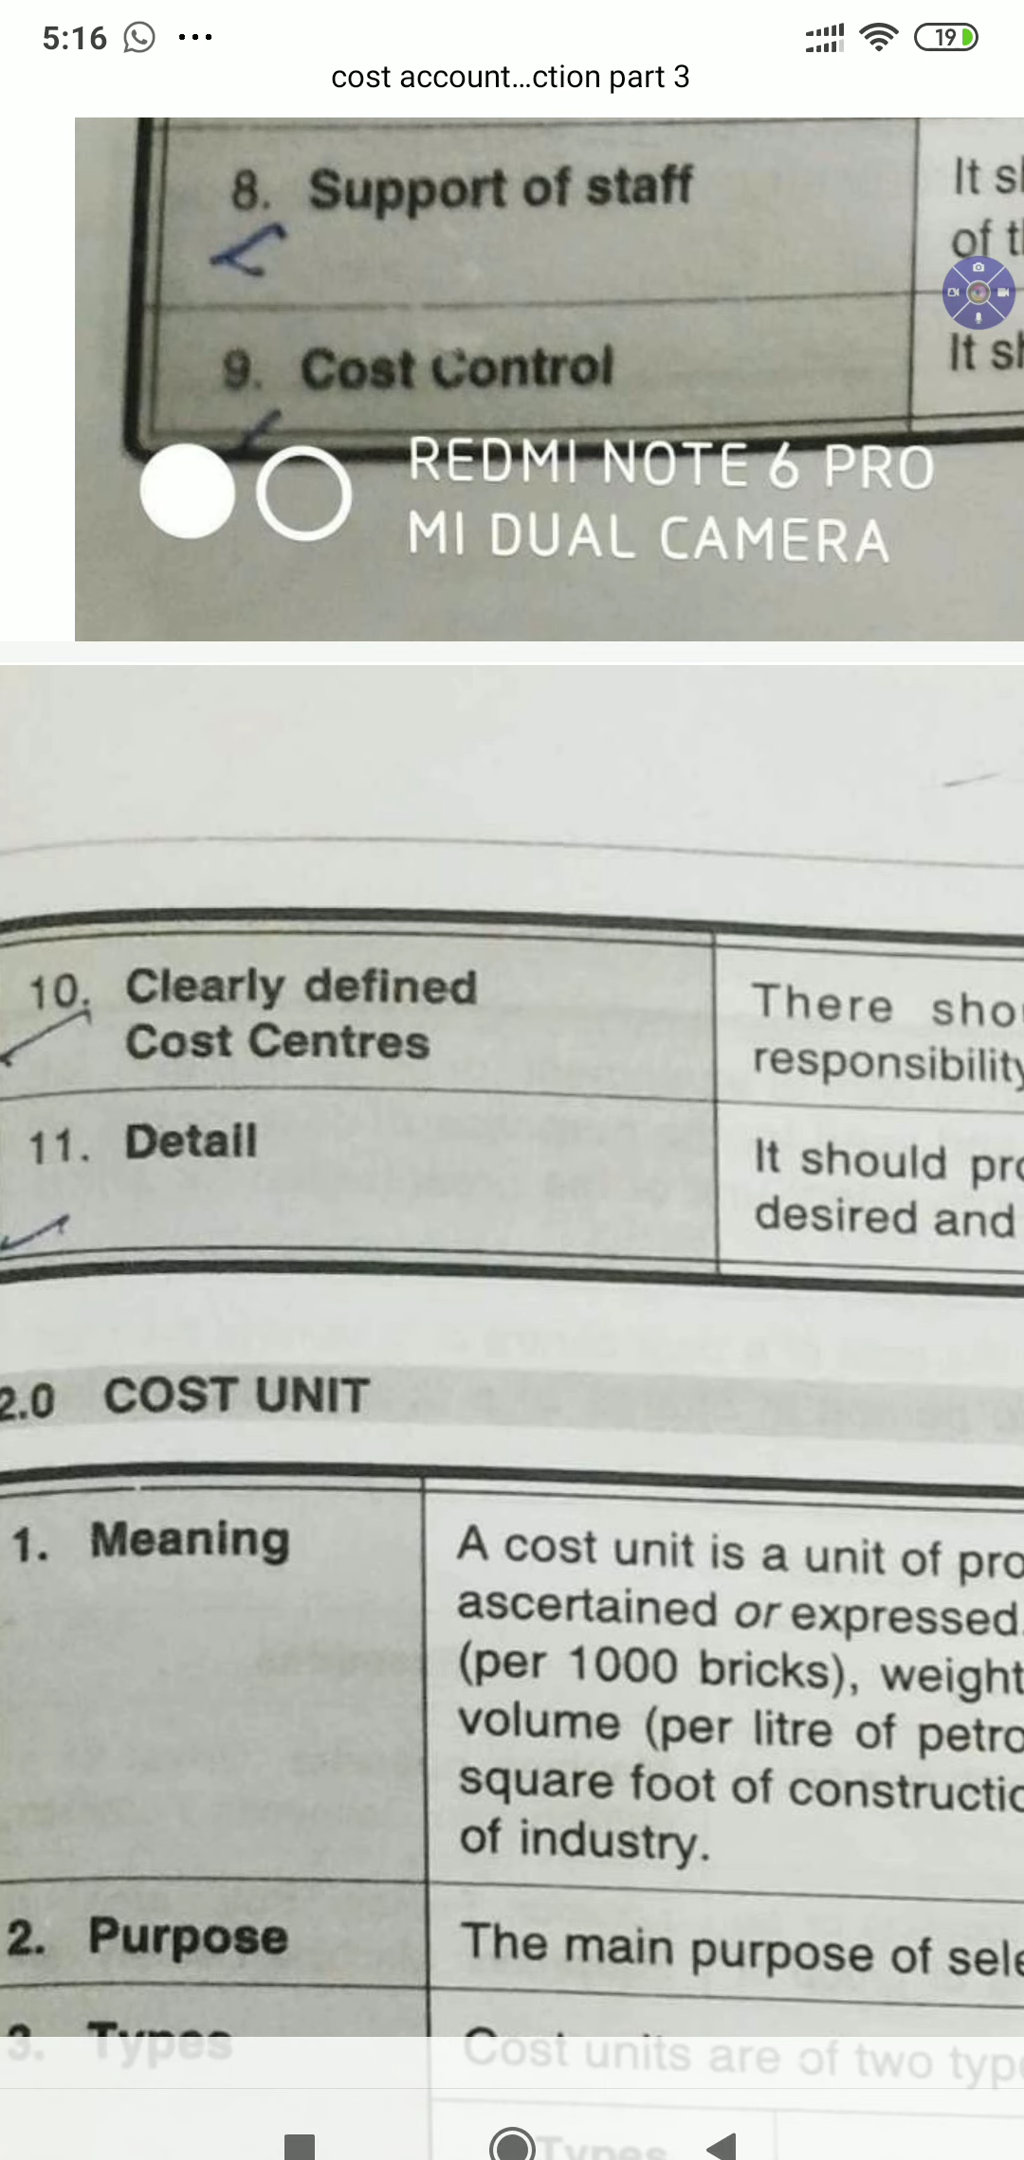 5:16
19
cost account...ction part 3
8. Support of staff
It s
of t
9. Cost Control
It s
REDMI NOTE 6 PRO
MI DUAL CAMERA
10. Clearly defined
Cost Centres
There sho
responsibility
11. Detail
It should pro
desired and
2.0 COST UNIT
1. Meaning
A cost unit is a unit of pro
ascertained or expressed.
(per 1000 bricks), weight
volume (per litre of petro
square foot of constructio
of industry.
2. Purpose
The main purpose of sele
3. Types
Cost units are of two typ
Types